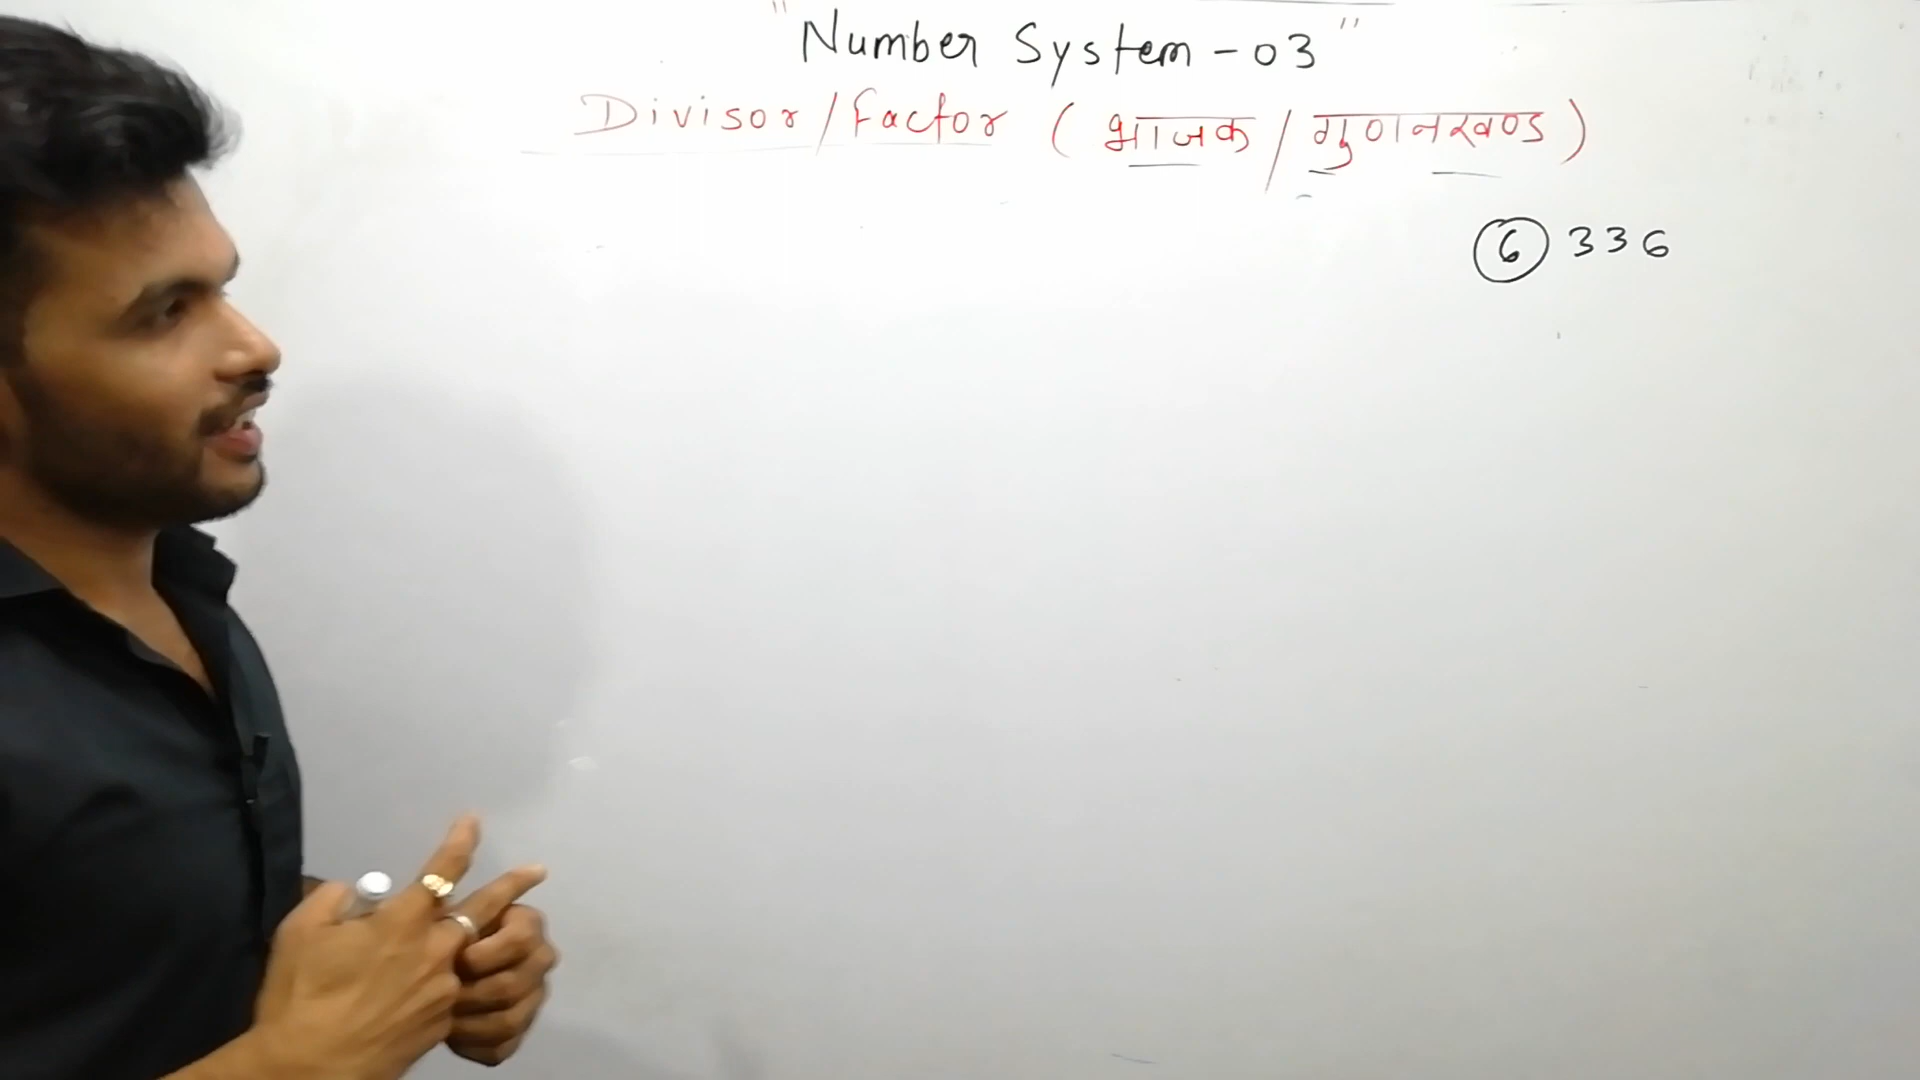 "Number System - 03"
Divisor / Factor ( भाजक / गुणनखण्ड )
6 336